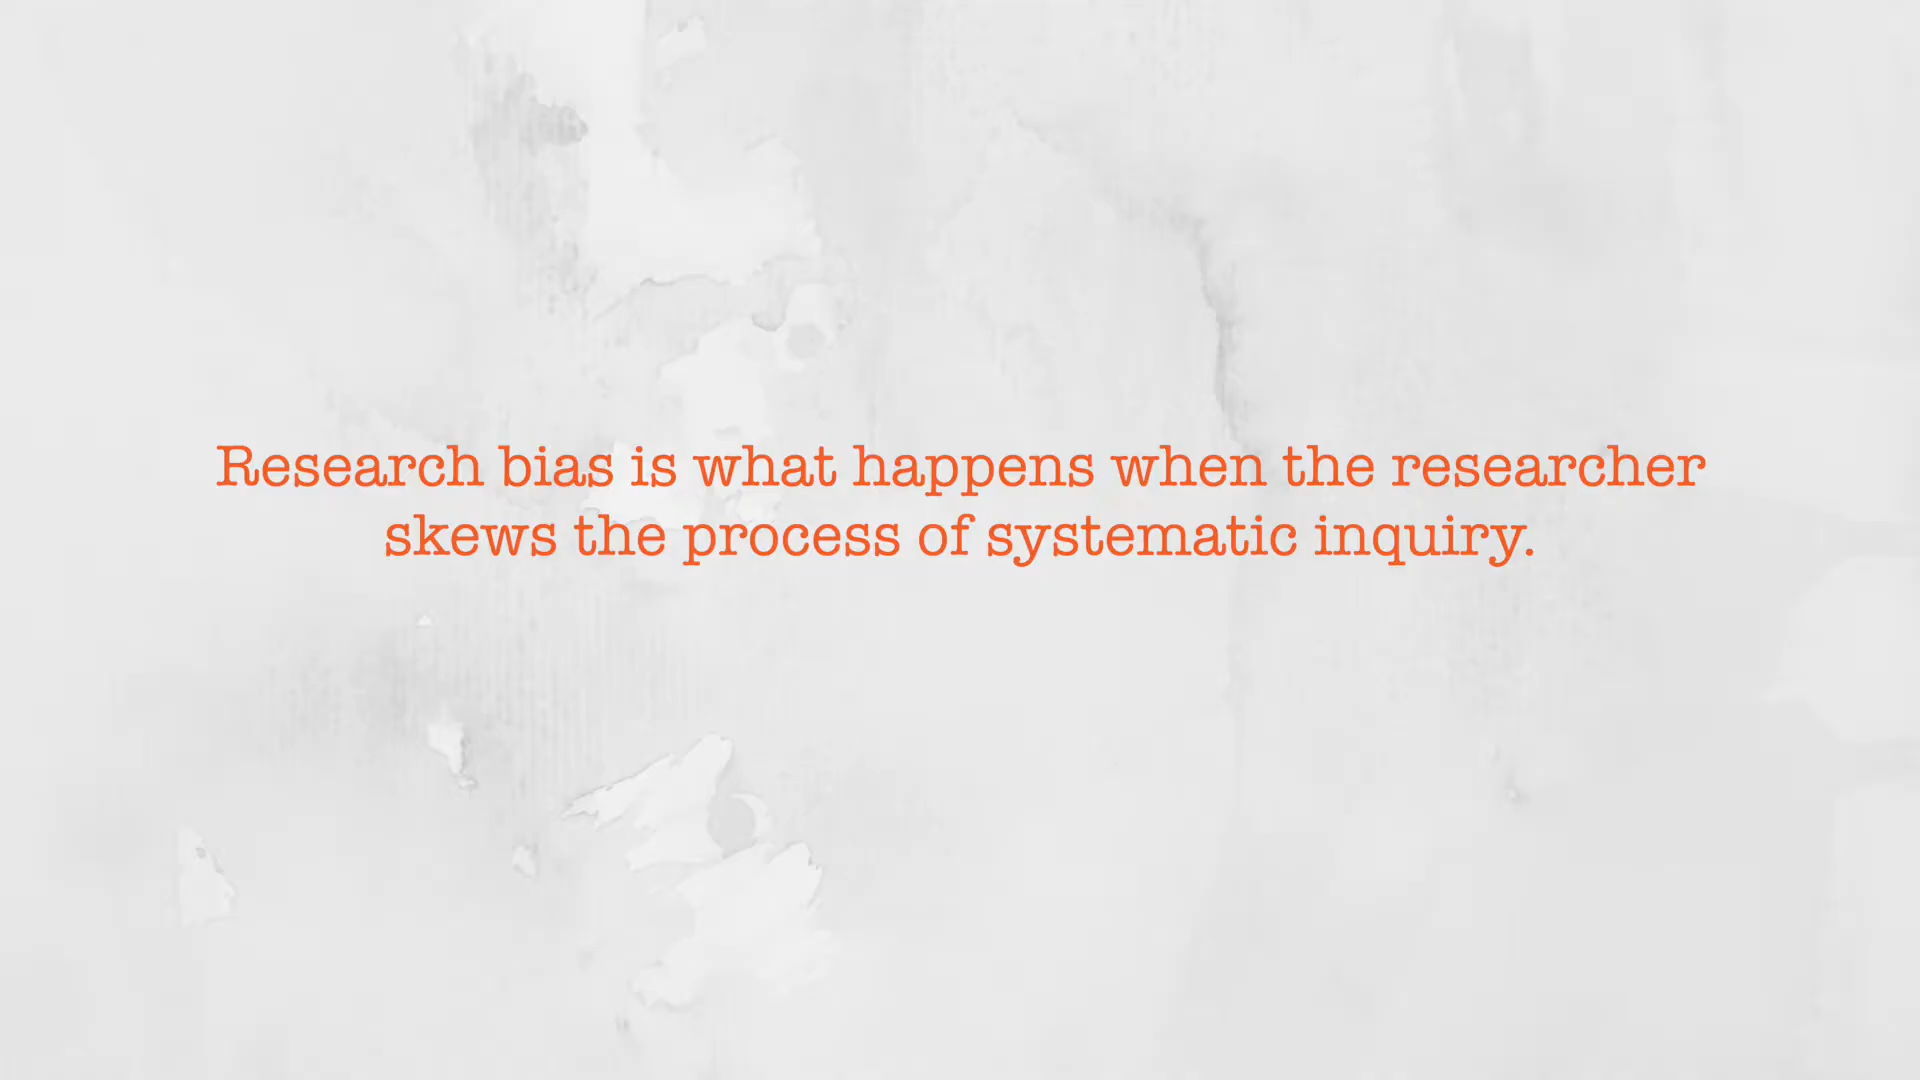 Research bias is what happens when the researcher
skews the process of systematic inquiry.